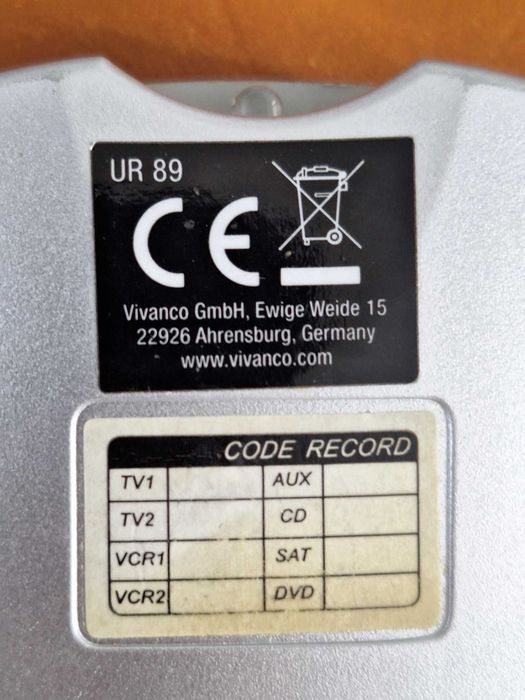 UR 89
CE
Vivanco GmbH, Ewige Weide 15
22926 Ahrensburg, Germany
www.vivanco.com
CODE RECORD
TV1 AUX
TV2 CD
VCR1 SAT
VCR2 DVD